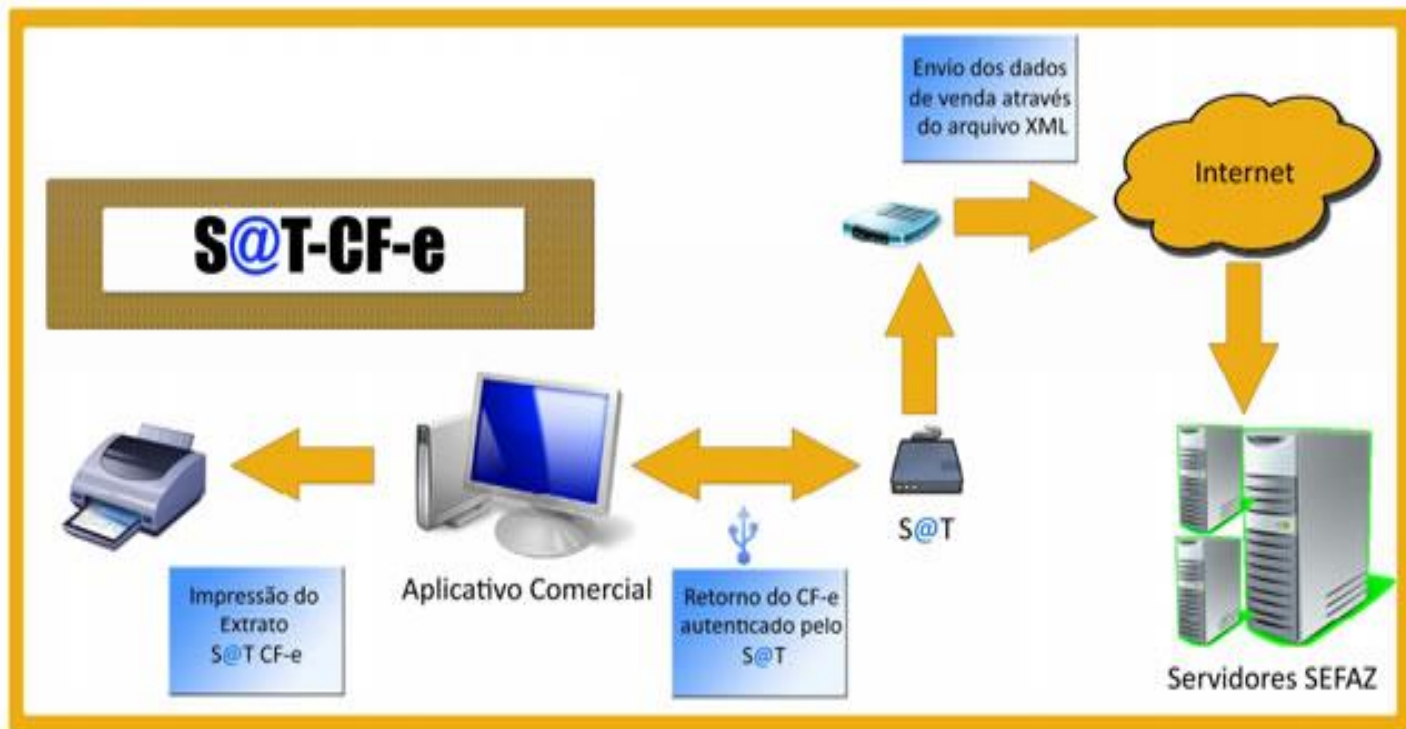 Envio dos dados
de venda através
do arquivo XML
Internet
S@T-CF-e
S@T
Aplicativo Comercial
Impressão do
Extrato
S@T CF-e
Retorno do CF-e
autenticado pelo
S@T
Servidores SEFAZ